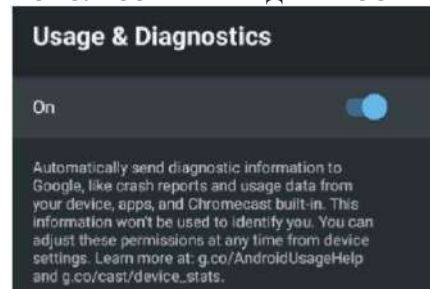 Usage & Diagnostics
On
Automatically send diagnostic information to
Google, like crash reports and usage data from
your device, apps, and Chromecast built-in. This
information won't be used to identify you. You can
adjust these permissions at any time from device
settings. Learn more at: g.co/AndroidUsageHelp
and g.co/cast/device_stats.